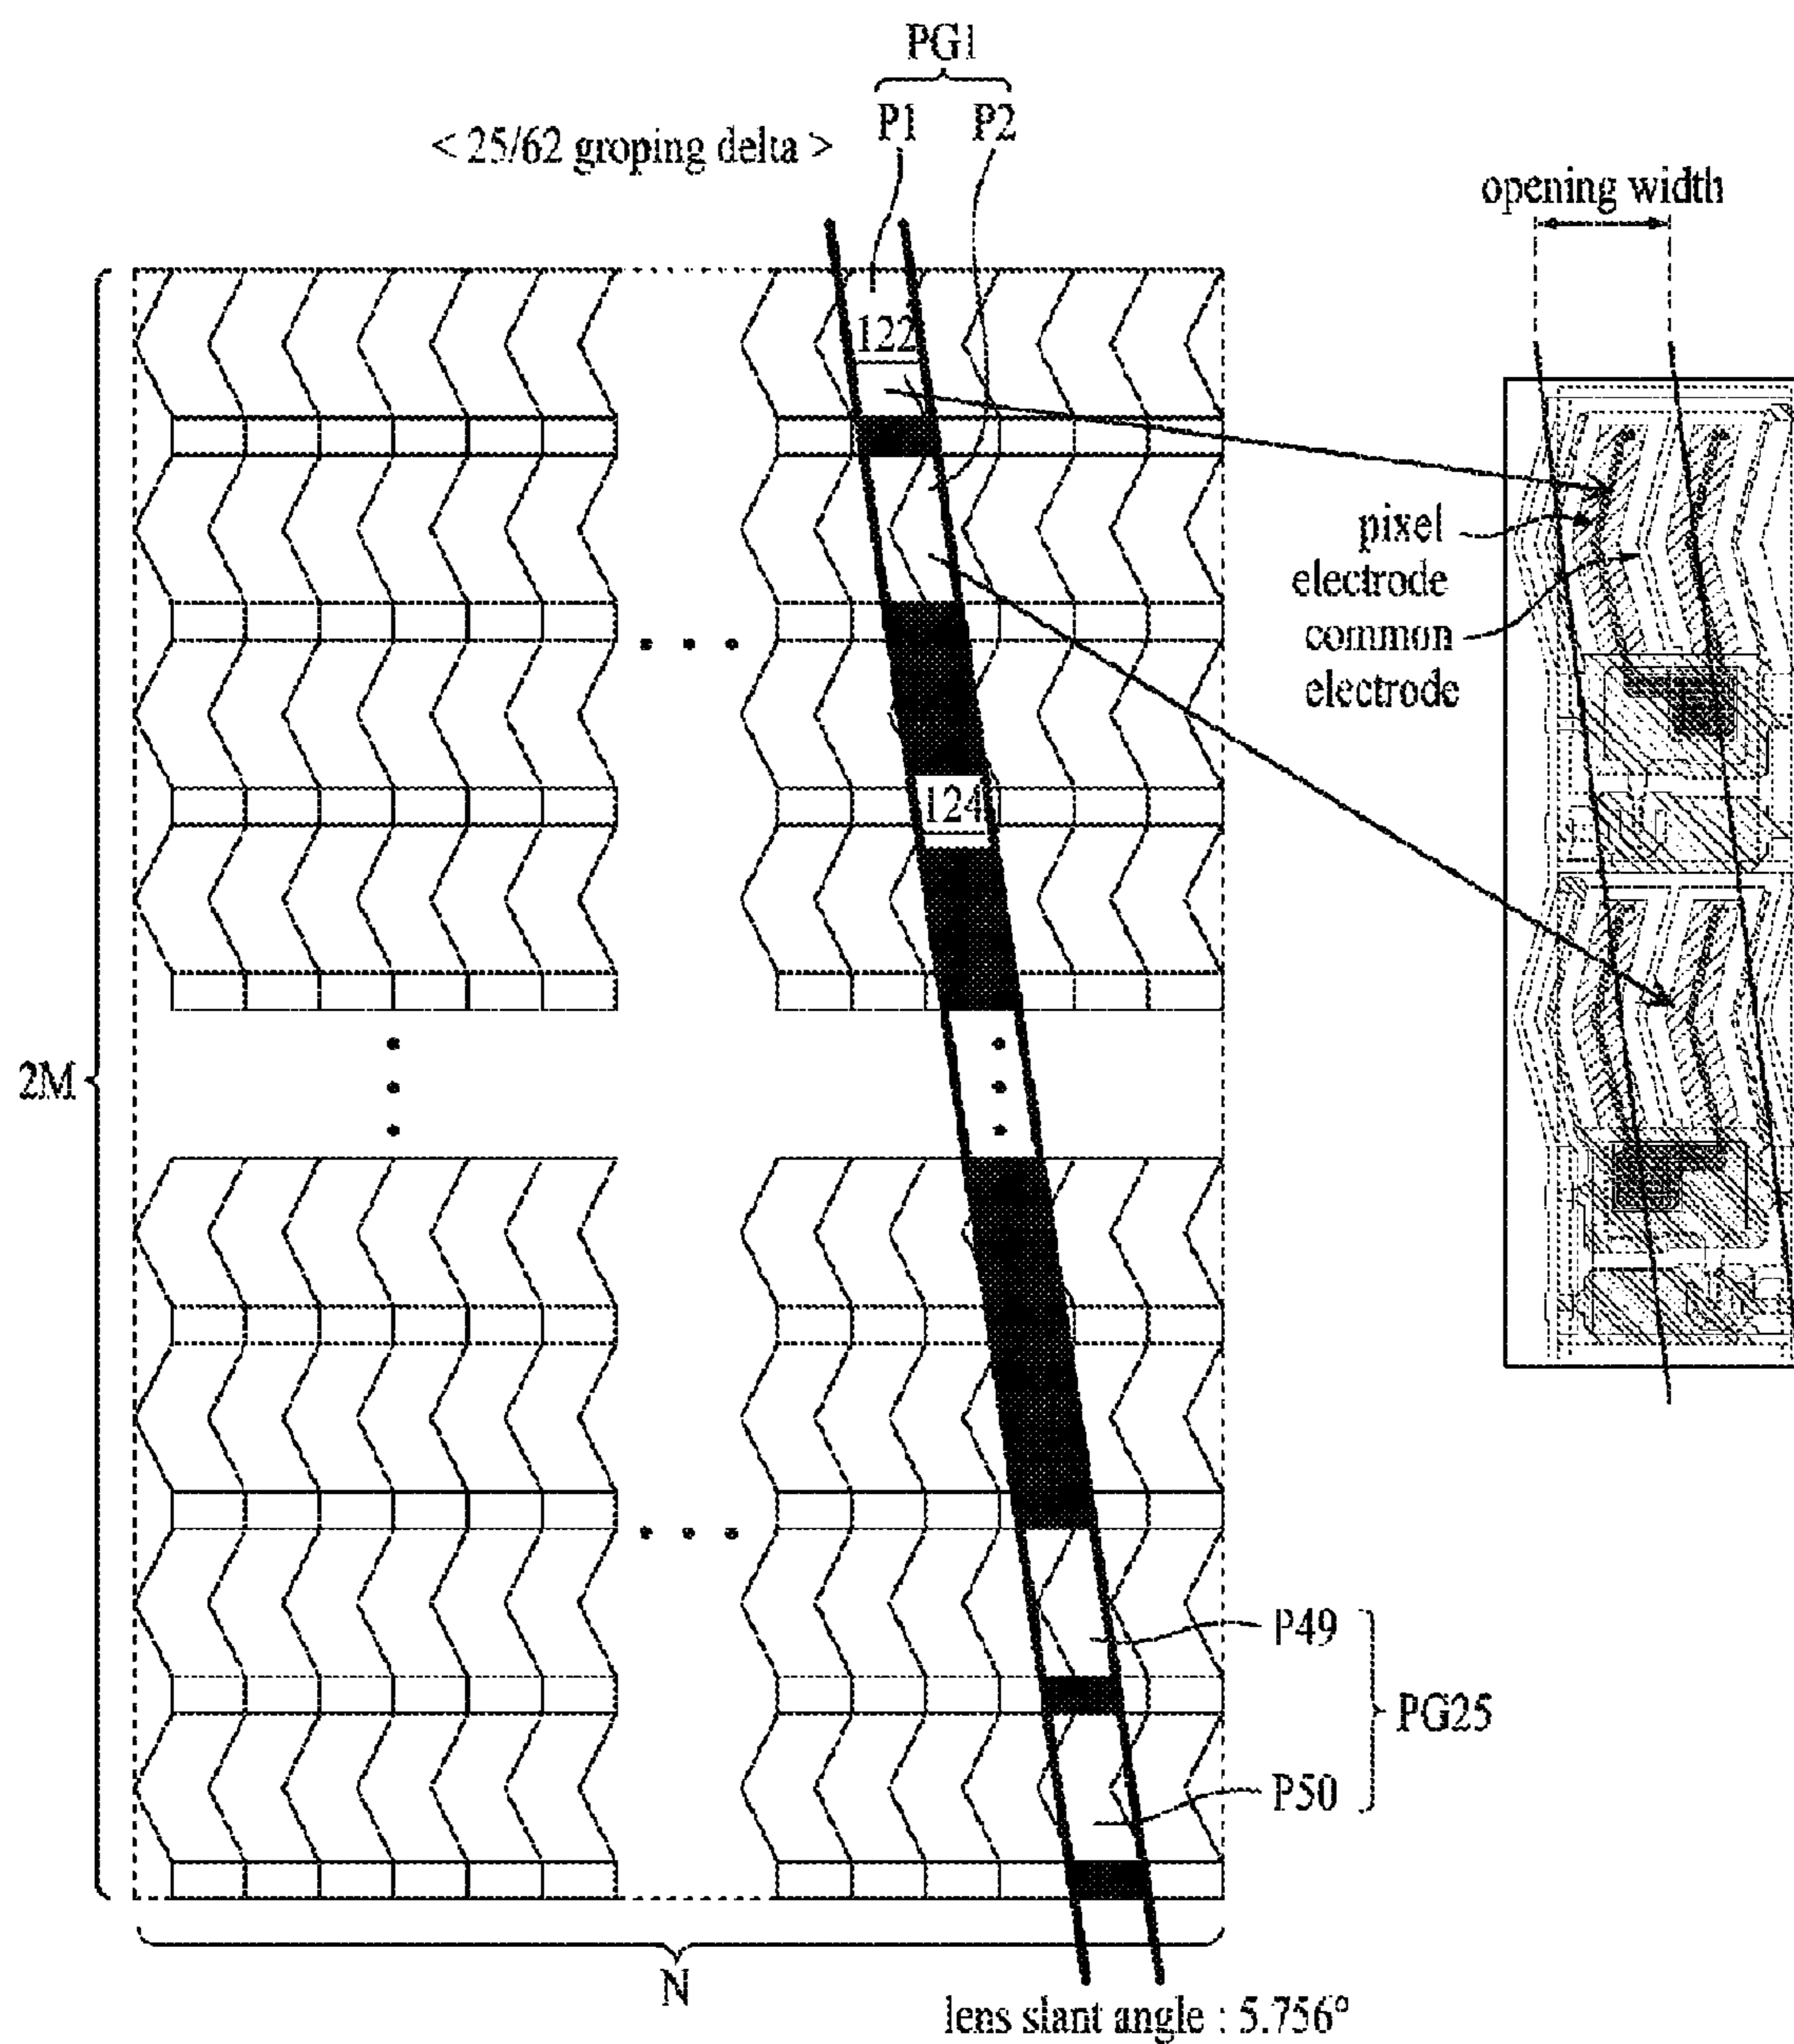 PG1
P1 P2
< 25/62 groping delta >
opening width
122
pixel
electrode
common
electrode
124
2M
P49
PG25
P50
N
lens slant angle : 5.756°